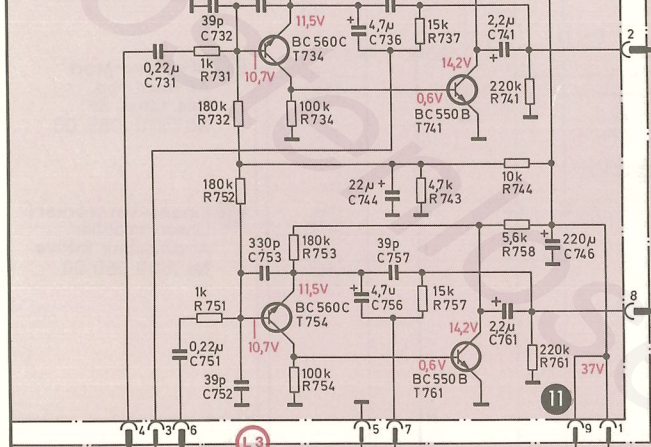 39p
C732
11,5V
BC560C
T734
10,7V
4,7µ
C736
15k
R737
2,2µ
C741
2
0,22µ
C731
1k
R731
14,2V
0,6V
220k
R741
180k
R732
100k
R734
BC550B
T741
180k
R752
22µ
C744
4,7k
R743
10k
R744
330p
C753
180k
R753
39p
C757
5,6k
R758
220µ
C746
1k
R751
11,5V
BC560C
T754
10,7V
4,7u
C756
15k
R757
14,2V
2,2µ
C761
8
0,22µ
C751
39p
C752
100k
R754
0,6V
BC550B
T761
220k
R761
37V
11
4 3 6 5 7 9 1
L3